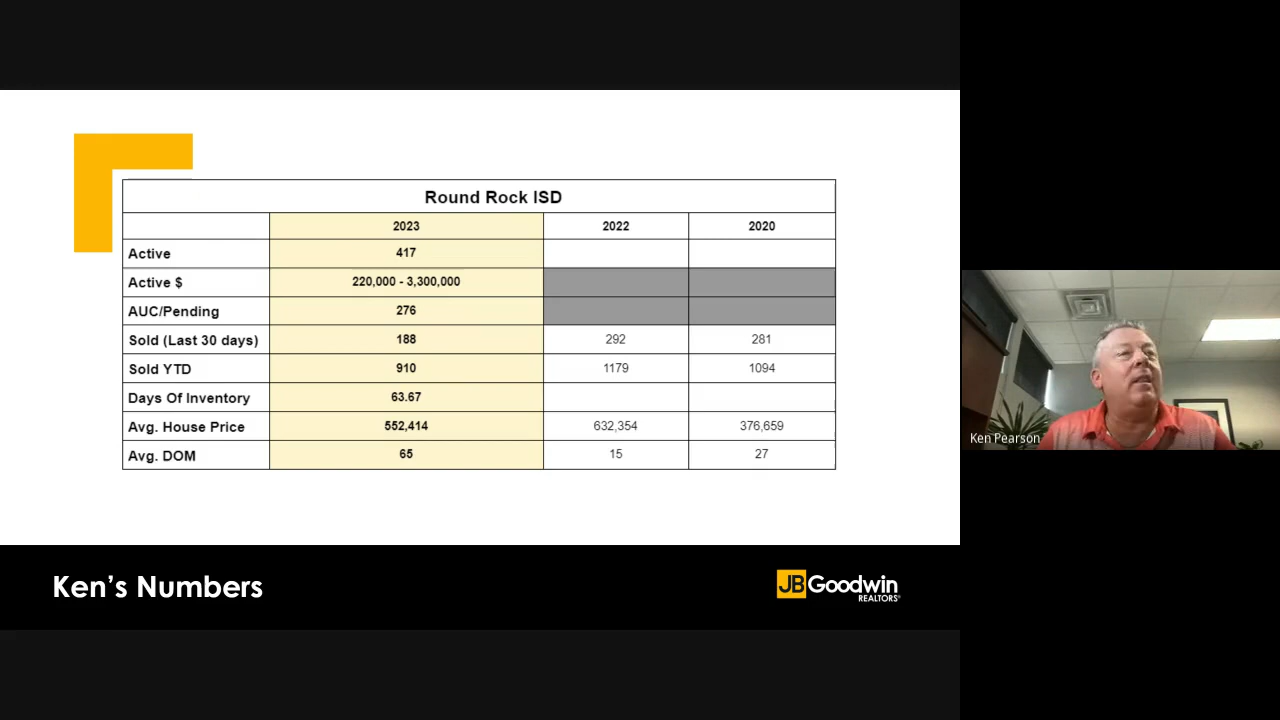 Round Rock ISD
2023 2022 2020
Active 417
Active $ 220,000 - 3,300,000
AUC/Pending 276
Sold (Last 30 days) 188 292 281
Sold YTD 910 1179 1094
Days Of Inventory 63.67
Avg. House Price 552,414 632,354 376,659
Avg. DOM 65 15 27
Ken Pearson
Ken's Numbers
JBGoodwin
REALTORS®